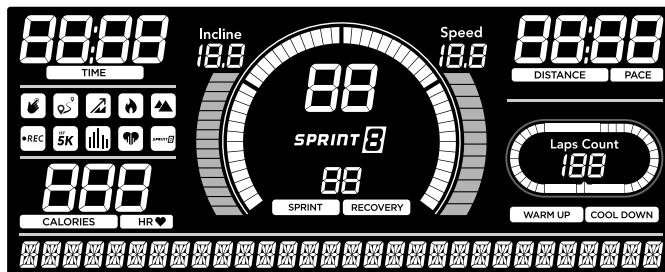 88:88
TIME
Incline
18.8
88
SPRINT 8
88
SPRINT
RECOVERY
Speed
18.8
88:88
DISTANCE
PACE
•REC
1ST 5K
SPRINT 8
888
CALORIES
HR
Laps Count
188
WARM UP
COOL DOWN